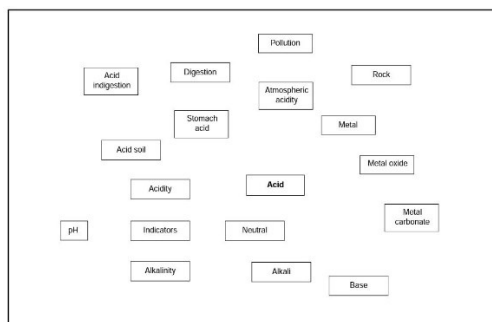 Pollution
Digestion
Acid
indigestion
Rock
Atmospheric
acidity
Stomach
acid
Metal
Acid soil
Metal oxide
Acidity
Acid
Metal
carbonate
pH
Indicators
Neutral
Alkalinity
Alkali
Base